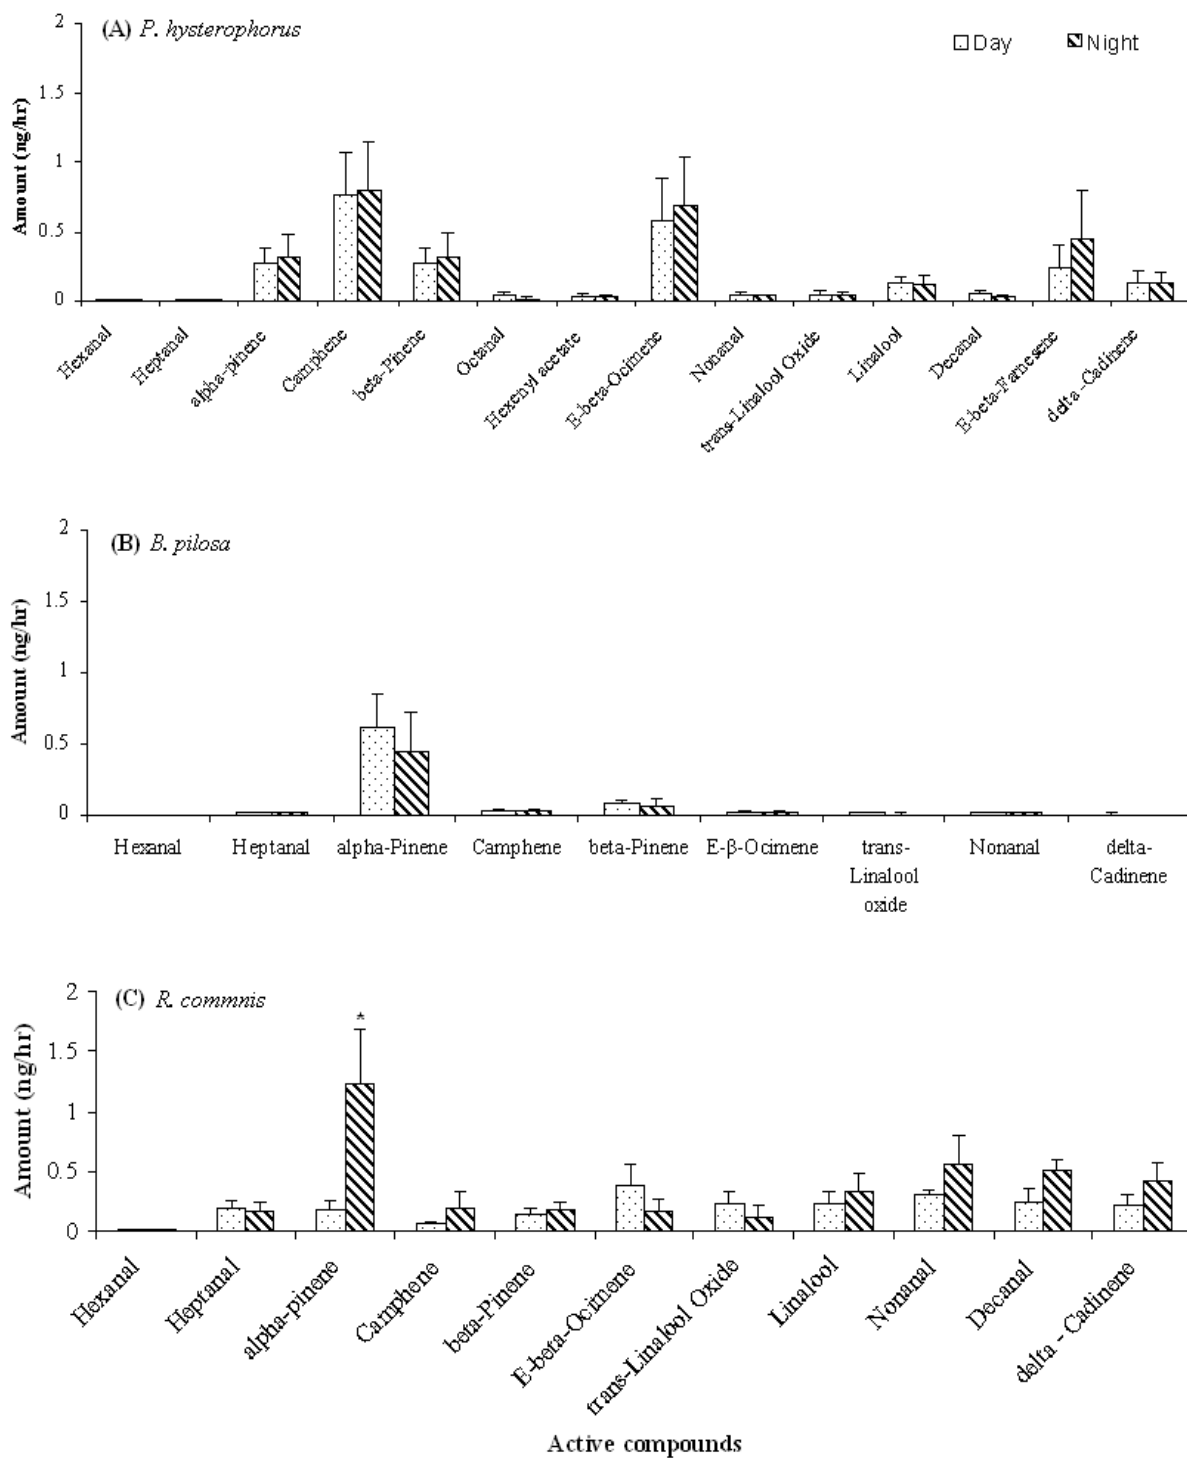 (A) P. hysterophorus
Day Night
Amount (ng/hr)
2
1.5
1
0.5
0
Hexanal
Heptanal
alpha-pinene
Camphene
beta-Pinene
Octanal
Hexenyl acetate
E-beta-Ocimene
Nonanal
trans-Linalool Oxide
Linalool
Decanal
E-beta-Farnesene
delta -Cadinene
(B) B. pilosa
Amount (ng/hr)
2
1.5
1
0.5
0
Hexanal Heptanal alpha-Pinene Camphene beta-Pinene E-β-Ocimene trans- Nonanal delta-
Linalool Cadinene
oxide
(C) R. commnis
Amount (ng/hr)
2
1.5
1
0.5
0
*
Hexanal
Heptanal
alpha-pinene
Camphene
beta-Pinene
E-beta-Ocimene
trans-Linalool Oxide
Linalool
Nonanal
Decanal
delta - Cadinene
Active compounds